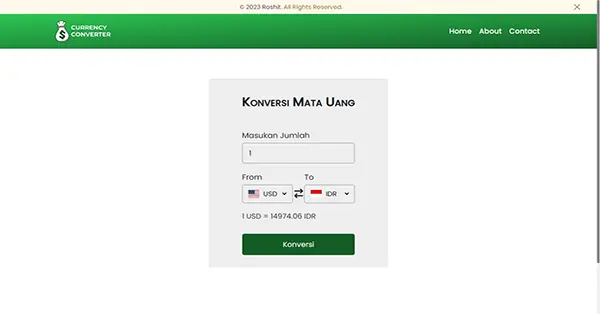 © 2023 Roshit. All Rights Reserved.
CURRENCY
CONVERTER
Home About Contact
Konversi Mata Uang
Masukan Jumlah
1
From To
USD IDR
1 USD = 14974.06 IDR
Konversi